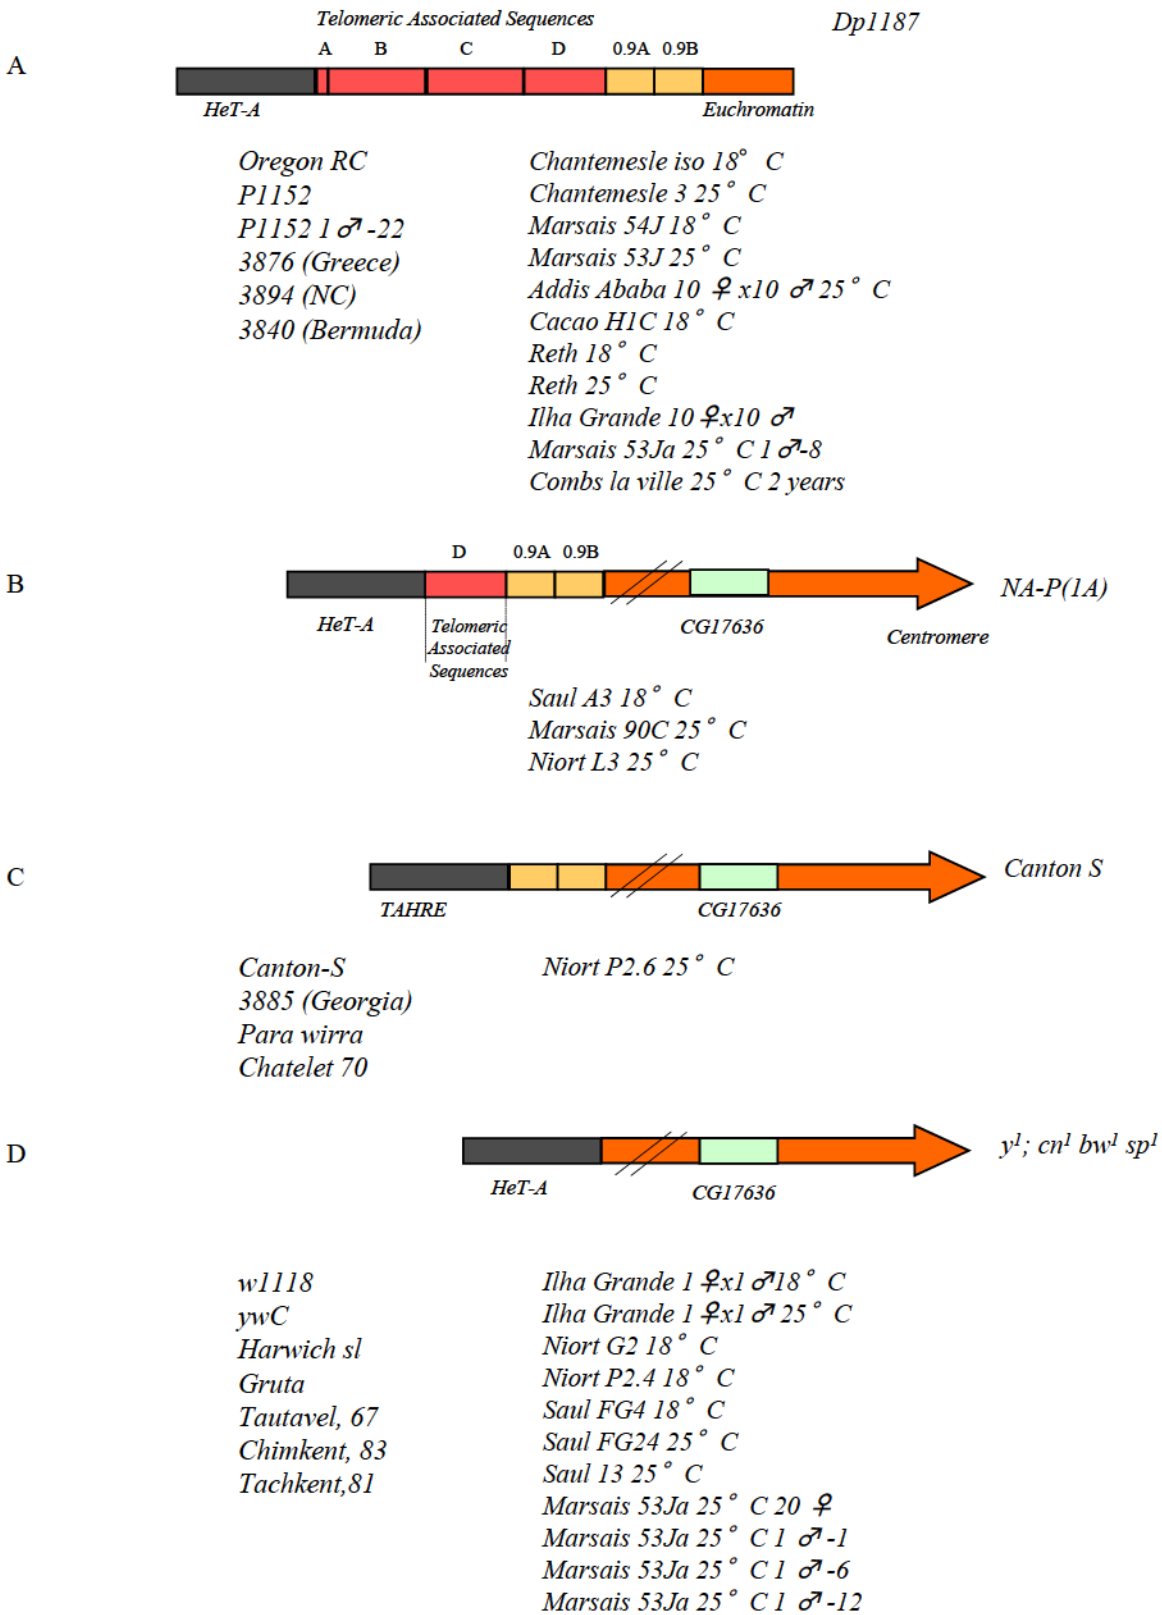 Telomeric Associated Sequences
Dp1187
A B C D 0.9A 0.9B
A
HeT-A Euchromatin
Oregon RC
P1152
P1152 1 ♂ -22
3876 (Greece)
3894 (NC)
3840 (Bermuda)
Chantemesle iso 18° C
Chantemesle 3 25° C
Marsais 54J 18° C
Marsais 53J 25° C
Addis Ababa 10 ♀ x10 ♂ 25° C
Cacao H1C 18° C
Reth 18° C
Reth 25° C
Ilha Grande 10 ♀x10 ♂
Marsais 53Ja 25° C 1 ♂-8
Combs la ville 25° C 2 years
D 0.9A 0.9B
B
NA-P(1A)
HeT-A
Telomeric
Associated
Sequences
CG17636
Centromere
Saul A3 18° C
Marsais 90C 25° C
Niort L3 25° C
C
Canton S
TAHRE CG17636
Canton-S
3885 (Georgia)
Para wirra
Chatelet 70
Niort P2.6 25° C
D
y1; cn1 bw1 sp1
HeT-A CG17636
w1118
ywC
Harwich sl
Gruta
Tautavel, 67
Chimkent, 83
Tachkent,81
Ilha Grande 1 ♀x1 ♂18° C
Ilha Grande 1 ♀x1 ♂ 25° C
Niort G2 18° C
Niort P2.4 18° C
Saul FG4 18° C
Saul FG24 25° C
Saul 13 25° C
Marsais 53Ja 25° C 20 ♀
Marsais 53Ja 25° C 1 ♂ -1
Marsais 53Ja 25° C 1 ♂ -6
Marsais 53Ja 25° C 1 ♂ -12